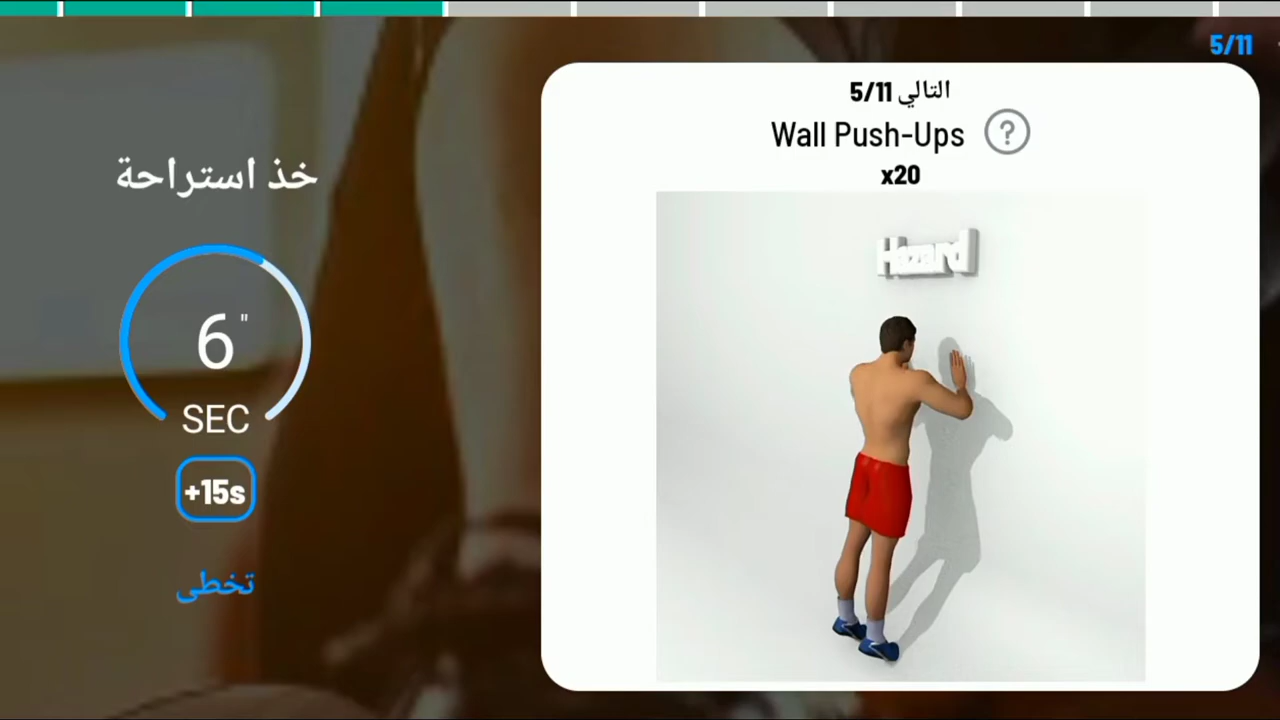 5/11
خذ استراحة
6"
SEC
+15s
تخطى
التالي 5/11
Wall Push-Ups ?
x20
Hazard